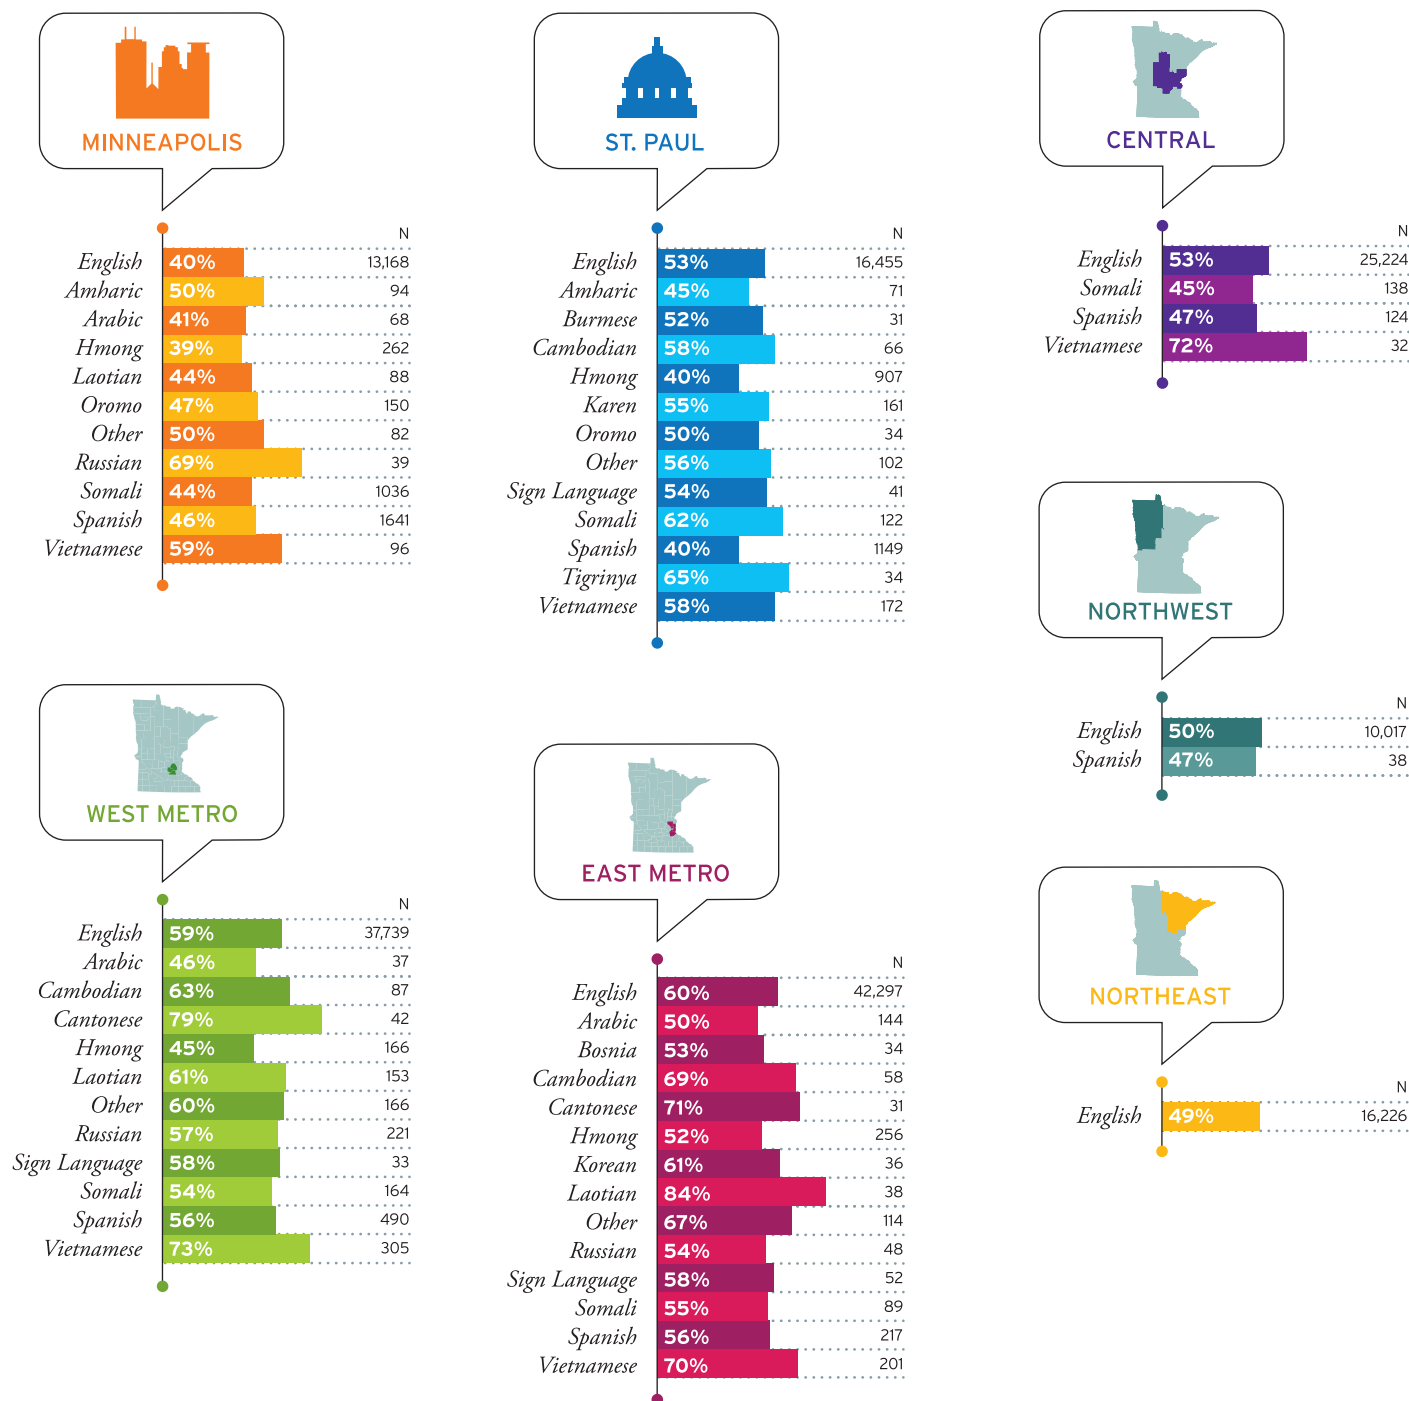 MINNEAPOLIS
N
English 40% 13,168
Amharic 50% 94
Arabic 41% 68
Hmong 39% 262
Laotian 44% 88
Oromo 47% 150
Other 50% 82
Russian 69% 39
Somali 44% 1036
Spanish 46% 1641
Vietnamese 59% 96
ST. PAUL
N
English 53% 16,455
Amharic 45% 71
Burmese 52% 31
Cambodian 58% 66
Hmong 40% 907
Karen 55% 161
Oromo 50% 34
Other 56% 102
Sign Language 54% 41
Somali 62% 122
Spanish 40% 1149
Tigrinya 65% 34
Vietnamese 58% 172
CENTRAL
N
English 53% 25,224
Somali 45% 138
Spanish 47% 124
Vietnamese 72% 32
NORTHWEST
N
English 50% 10,017
Spanish 47% 38
WEST METRO
N
English 59% 37,739
Arabic 46% 37
Cambodian 63% 87
Cantonese 79% 42
Hmong 45% 166
Laotian 61% 153
Other 60% 166
Russian 57% 221
Sign Language 58% 33
Somali 54% 164
Spanish 56% 490
Vietnamese 73% 305
EAST METRO
N
English 60% 42,297
Arabic 50% 144
Bosnia 53% 34
Cambodian 69% 58
Cantonese 71% 31
Hmong 52% 256
Korean 61% 36
Laotian 84% 38
Other 67% 114
Russian 54% 48
Sign Language 58% 52
Somali 55% 89
Spanish 56% 217
Vietnamese 70% 201
NORTHEAST
N
English 49% 16,226